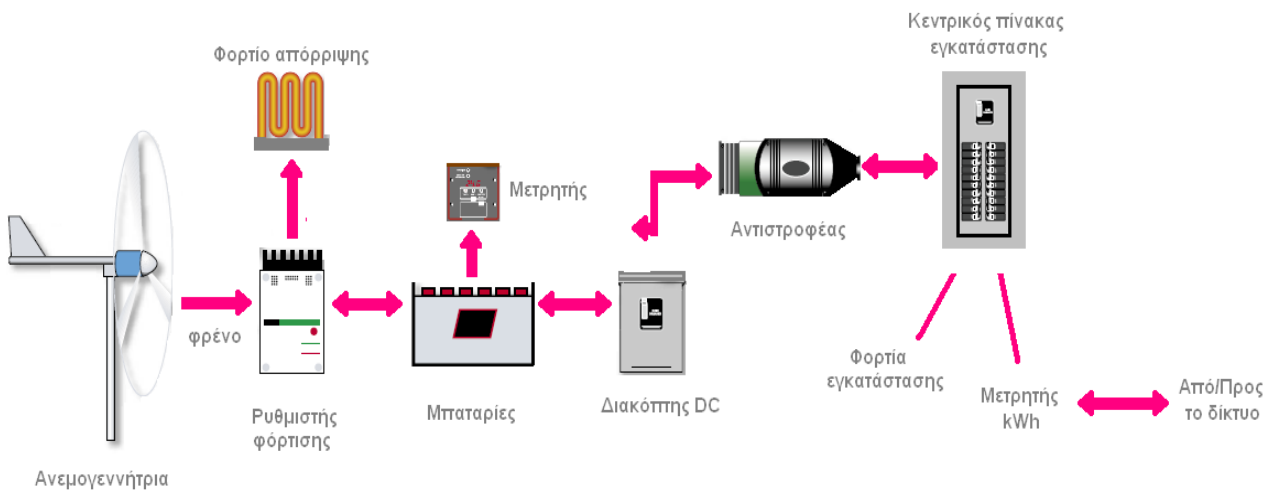 Κεντρικός πίνακας
εγκατάστασης
Φορτίο απόρριψης
Μετρητής
Αντιστροφέας
φρένο
Φορτία
εγκατάστασης
Μετρητής
kWh
Από/Προς
το δίκτυο
Ρυθμιστής
φόρτισης
Μπαταρίες
Διακόπτης DC
Ανεμογεννήτρια